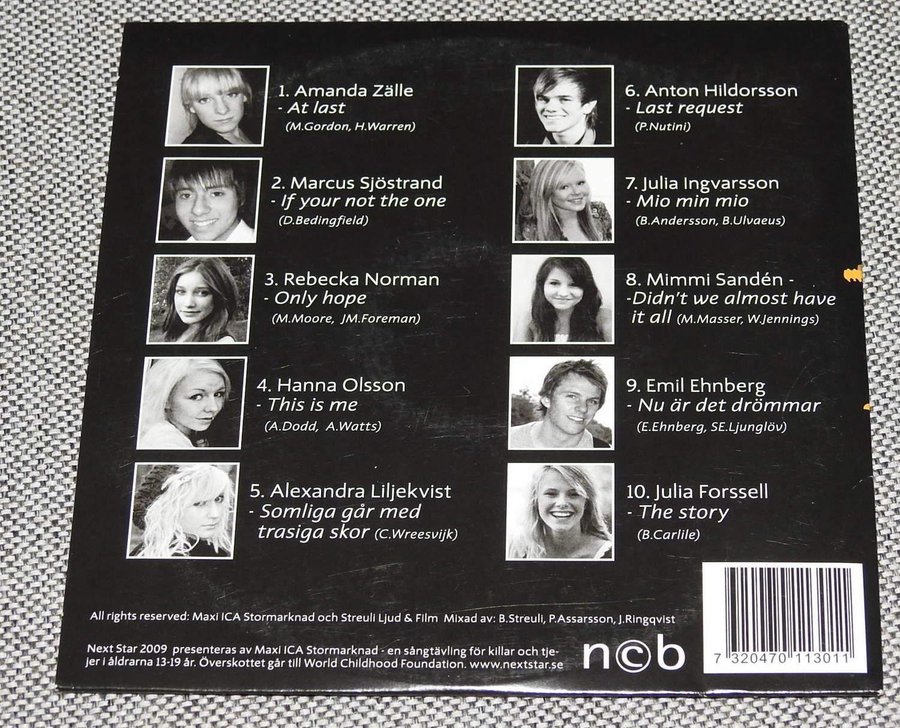 1. Amanda Zälle
- At last
(M.Gordon, H.Warren)
2. Marcus Sjöstrand
- If your not the one
(D.Bedingfield)
3. Rebecka Norman
- Only hope
(M.Moore, JM.Foreman)
4. Hanna Olsson
- This is me
(A.Dodd, A.Watts)
5. Alexandra Liljekvist
- Somliga går med
trasiga skor (C.Wreesvijk)
6. Anton Hildorsson
- Last request
(P.Nutini)
7. Julia Ingvarsson
- Mio min mio
(B.Andersson, B.Ulvaeus)
8. Mimmi Sandén -
-Didn't we almost have
it all (M.Masser, W.Jennings)
9. Emil Ehnberg
- Nu är det drömmar
(E.Ehnberg, SE.Ljunglöv)
10. Julia Forssell
- The story
(B.Carlile)
All rights reserved: Maxi ICA Stormarknad och Streuli Ljud & Film Mixad av: B.Streuli, P.Assarsson, J.Ringqvist
Next Star 2009 presenteras av Maxi ICA Stormarknad - en sångtävling för killar och tje-
jer i åldrarna 13-19 år. Överskottet går till World Childhood Foundation. www.nextstar.se
n©b
7 320470 113011